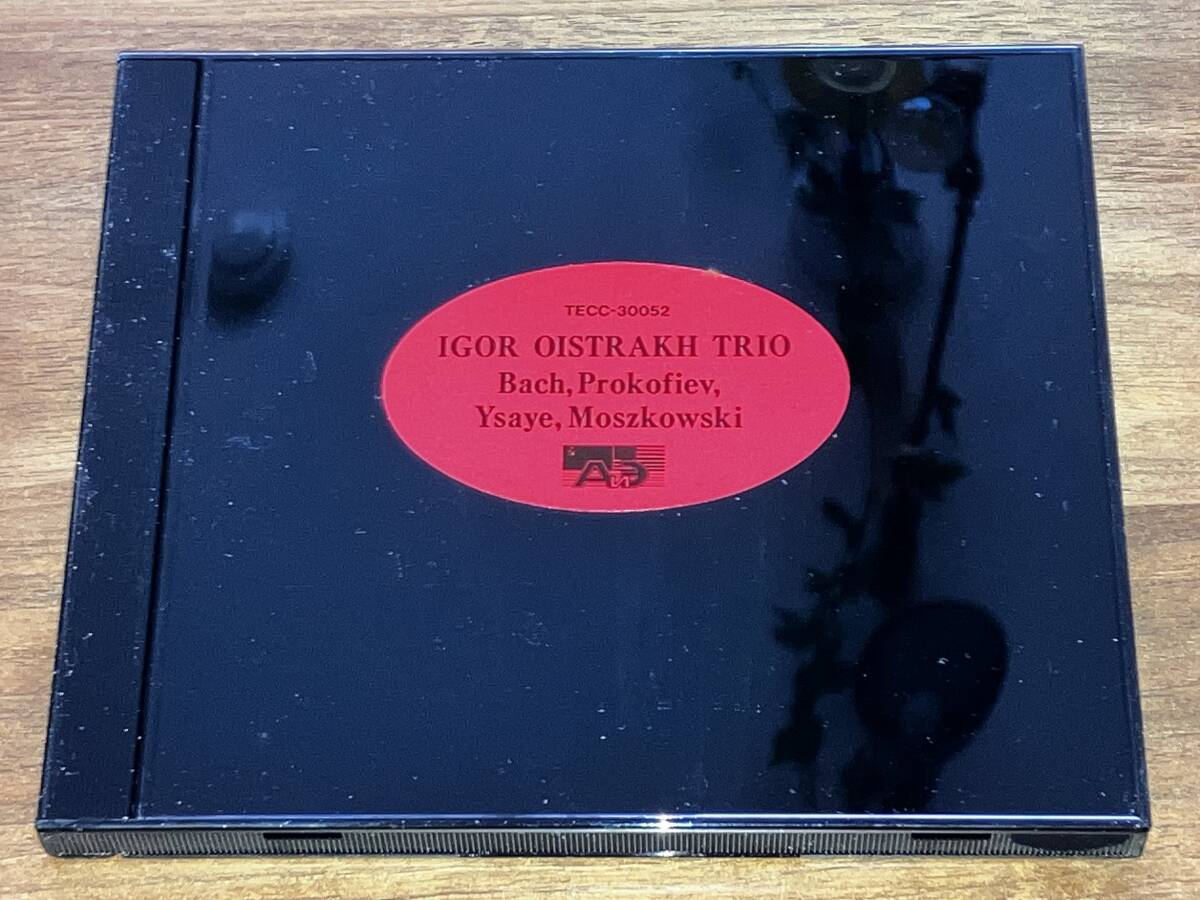 TECC-30052
IGOR OISTRAKH TRIO
Bach, Prokofiev,
Ysaye, Moszkowski